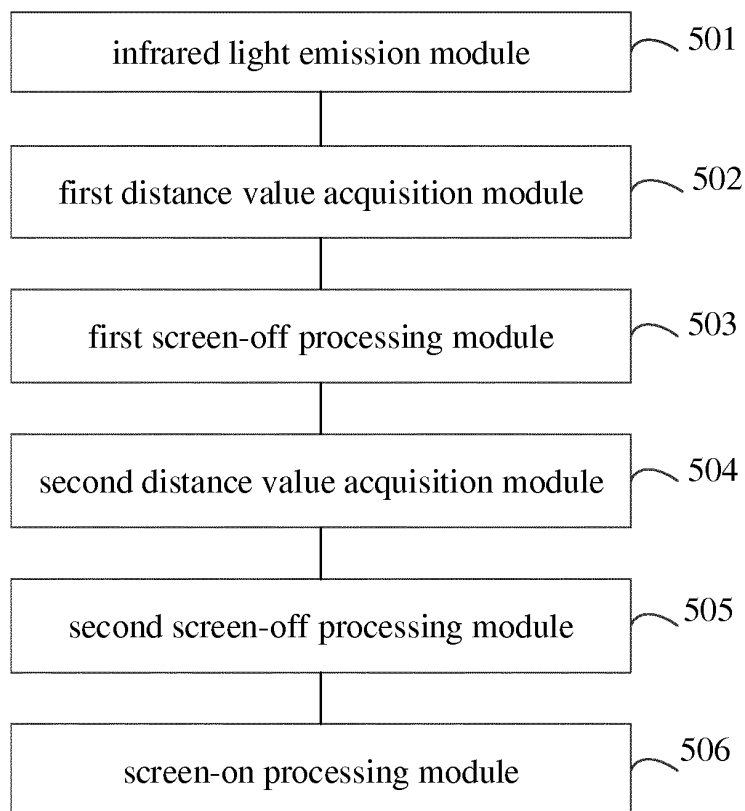 infrared light emission module 501
first distance value acquisition module 502
first screen-off processing module 503
second distance value acquisition module 504
second screen-off processing module 505
screen-on processing module 506